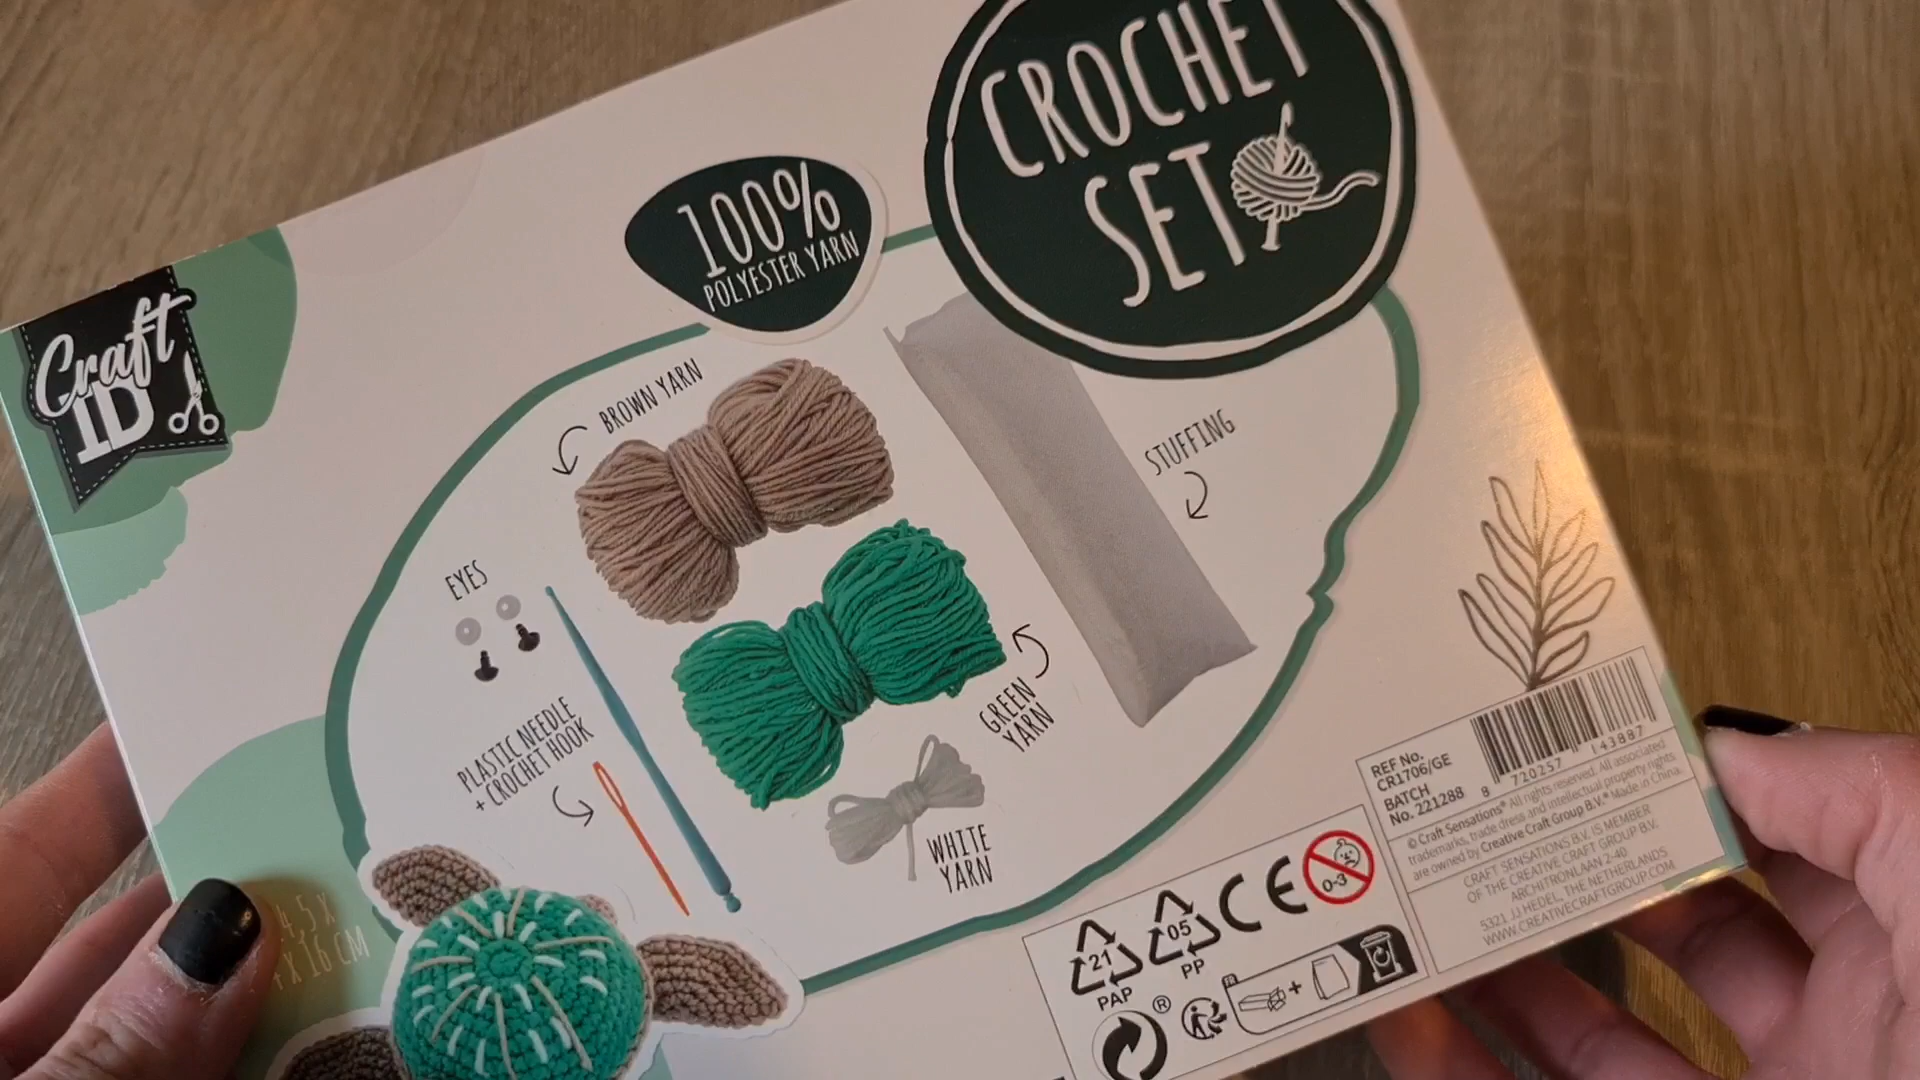 CROCHET
SET
100%
POLYESTER YARN
Craft
ID
BROWN YARN
STUFFING
EYES
PLASTIC NEEDLE
+ CROCHET HOOK
GREEN
YARN
WHITE
YARN
REF No.
CR1706/GE
BATCH
No. 221288
8 720257 143887
© Craft Sensations® All rights reserved. All associated
trademarks, trade dress and intellectual property rights
are owned by Creative Craft Group B.V.® Made in China.
CRAFT SENSATIONS B.V. IS MEMBER
OF THE CREATIVE CRAFT GROUP B.V.
ARCHITRONLAAN 2-40
5321 JJ HEDEL, THE NETHERLANDS
WWW.CREATIVECRAFTGROUP.COM
21
PAP
05
PP
CE
0-3
®
4,5 X
X 16 CM